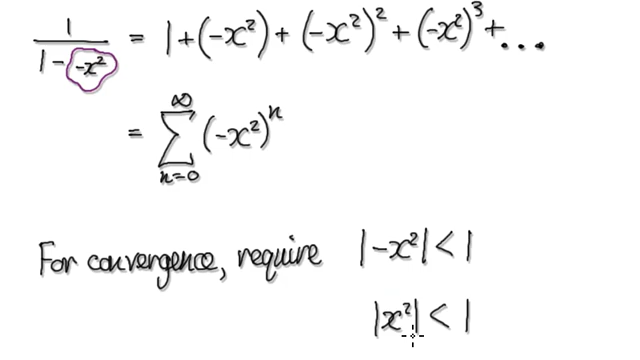 1/(1 - -x²) = 1 + (-x²) + (-x²)² + (-x²)³ + ...
= ∑_{n=0}^{∞} (-x²)ⁿ
For convergence, require |-x²| < 1
|x²| < 1